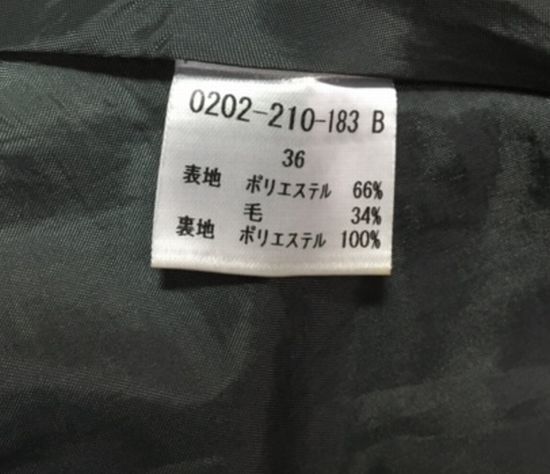 0202-210-183 B
36
表地 ポリエステル 66%
毛 34%
裏地 ポリエステル 100%